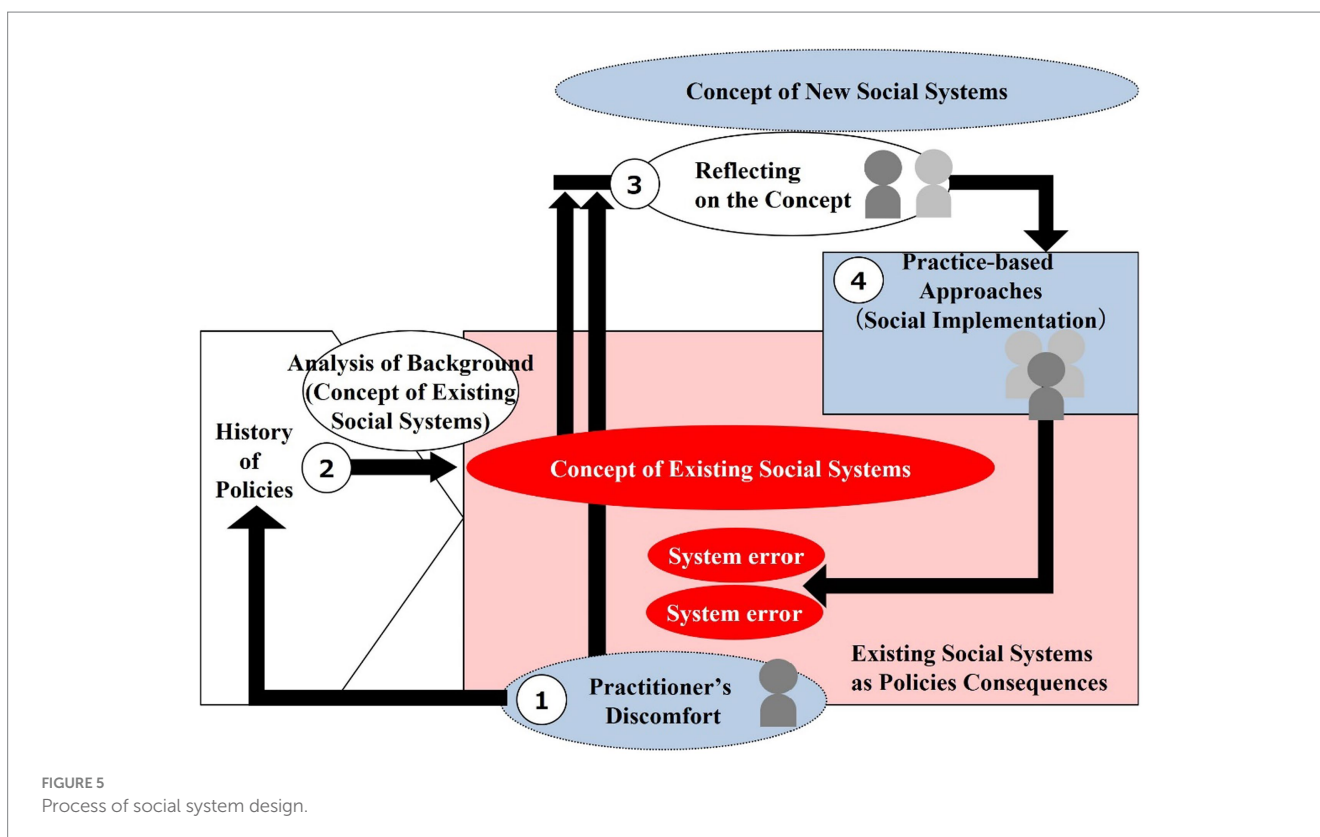 Concept of New Social Systems
3
Reflecting
on the Concept
4
Practice-based
Approaches
（Social Implementation）
Analysis of Background
(Concept of Existing
Social Systems)
History
of
Policies
2
Concept of Existing Social Systems
System error
System error
Existing Social Systems
as Policies Consequences
1
Practitioner’s
Discomfort
FIGURE 5
Process of social system design.